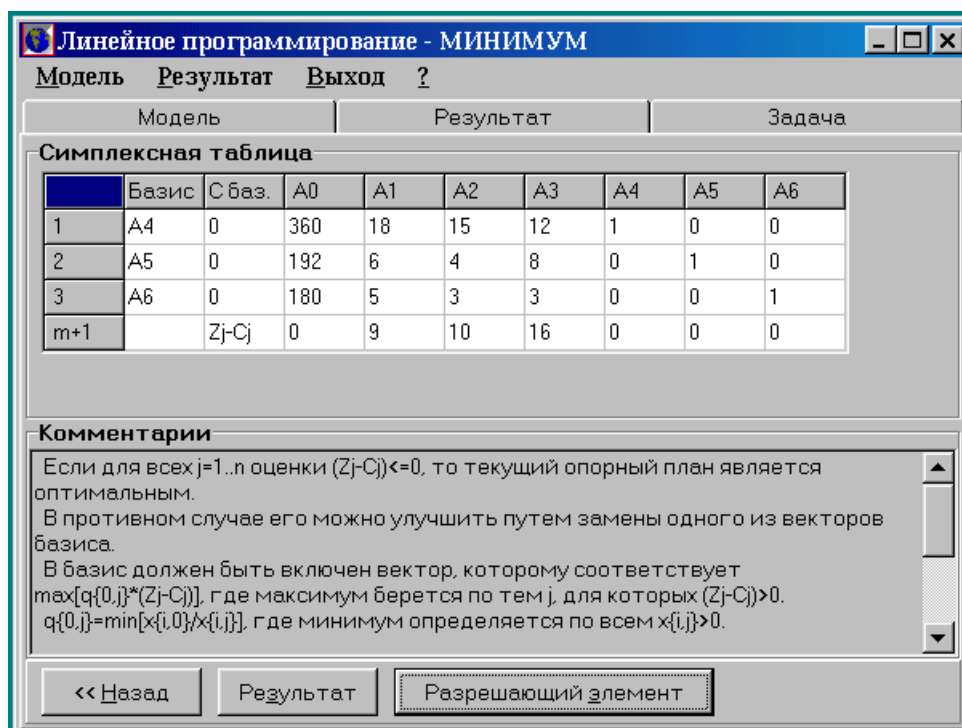 Линейное программирование - МИНИМУМ
Модель Результат Выход ?
Модель Результат Задача
Симплексная таблица
Базис С баз. A0 A1 A2 A3 A4 A5 A6
1 A4 0 360 18 15 12 1 0 0
2 A5 0 192 6 4 8 0 1 0
3 A6 0 180 5 3 3 0 0 1
m+1 Zj-Cj 0 9 10 16 0 0 0
Комментарии
Если для всех j=1..n оценки (Zj-Cj)<=0, то текущий опорный план является
оптимальным.
В противном случае его можно улучшить путем замены одного из векторов
базиса.
В базис должен быть включен вектор, которому соответствует
max[q{0,j}*(Zj-Cj)], где максимум берется по тем j, для которых (Zj-Cj)>0.
q{0,j}=min[x{i,0}/x{i,j}], где минимум определяется по всем x{i,j}>0.
<< Назад Результат Разрешающий элемент